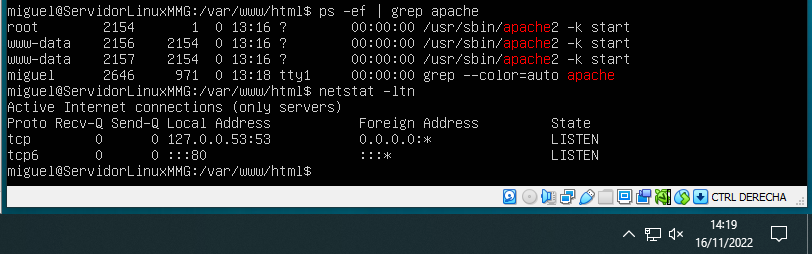 miguel@ServidorLinuxMMG:/var/www/html$ ps -ef | grep apache
root      2154       1  0 13:16 ?        00:00:00 /usr/sbin/apache2 -k start
www-data  2156    2154  0 13:16 ?        00:00:00 /usr/sbin/apache2 -k start
www-data  2157    2154  0 13:16 ?        00:00:00 /usr/sbin/apache2 -k start
miguel    2646     971  0 13:18 tty1     00:00:00 grep --color=auto apache
miguel@ServidorLinuxMMG:/var/www/html$ netstat -ltn
Active Internet connections (only servers)
Proto Recv-Q Send-Q Local Address           Foreign Address         State
tcp        0      0 127.0.0.53:53           0.0.0.0:*               LISTEN
tcp6       0      0 :::80                   :::*                    LISTEN
miguel@ServidorLinuxMMG:/var/www/html$
CTRL DERECHA
14:19
16/11/2022